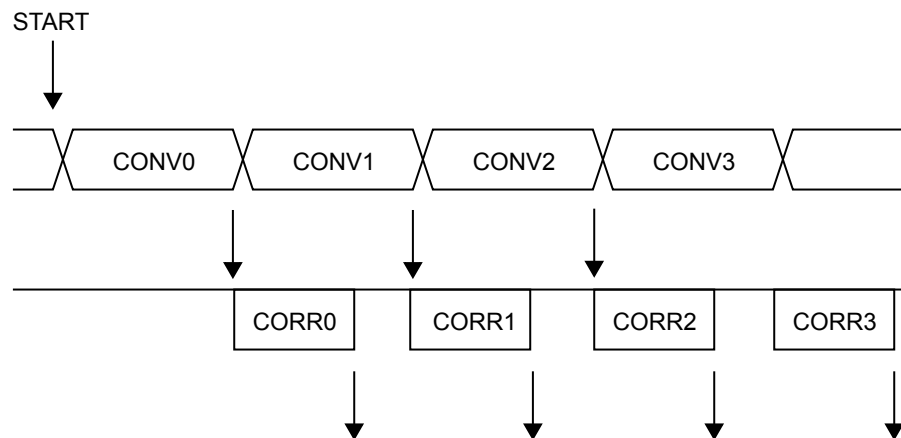 START
CONV0 CONV1 CONV2 CONV3
CORR0 CORR1 CORR2 CORR3